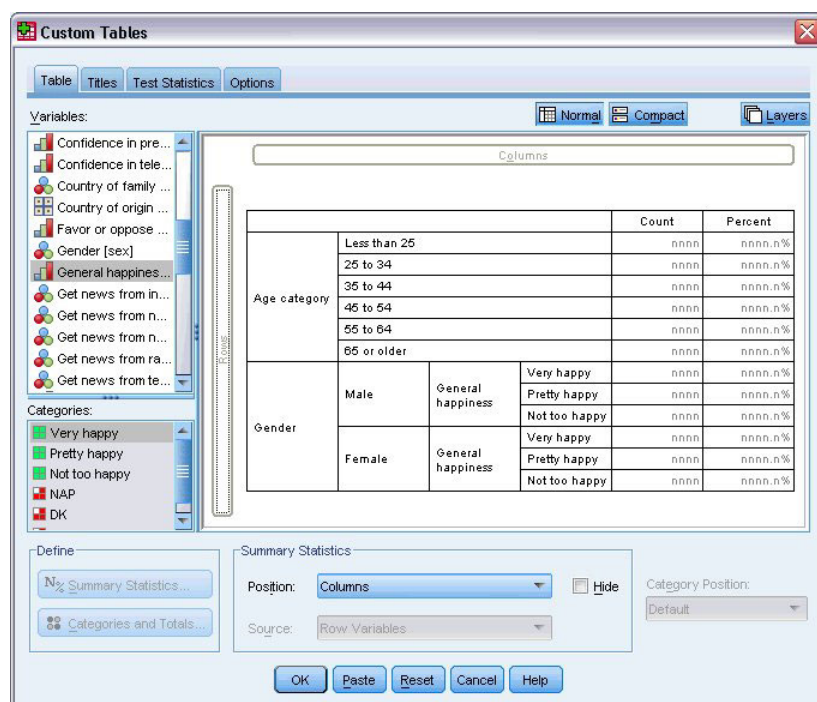 Custom Tables
Table Titles Test Statistics Options
Variables:
Normal Compact Layers
Confidence in pre...
Confidence in tele...
Country of family ...
Country of origin ...
Favor or oppose ...
Gender [sex]
General happines...
Get news from in...
Get news from n...
Get news from n...
Get news from ra...
Get news from te...
Categories:
Very happy
Pretty happy
Not too happy
NAP
DK
Columns
Rows
Count Percent
Age category
Less than 25 nnnn nnnn.n%
25 to 34 nnnn nnnn.n%
35 to 44 nnnn nnnn.n%
45 to 54 nnnn nnnn.n%
55 to 64 nnnn nnnn.n%
65 or older nnnn nnnn.n%
Gender
Male
General
happiness
Very happy nnnn nnnn.n%
Pretty happy nnnn nnnn.n%
Not too happy nnnn nnnn.n%
Female
General
happiness
Very happy nnnn nnnn.n%
Pretty happy nnnn nnnn.n%
Not too happy nnnn nnnn.n%
Define
N% Summary Statistics...
Categories and Totals...
Summary Statistics
Position: Columns Hide
Source: Row Variables
Category Position:
Default
OK Paste Reset Cancel Help